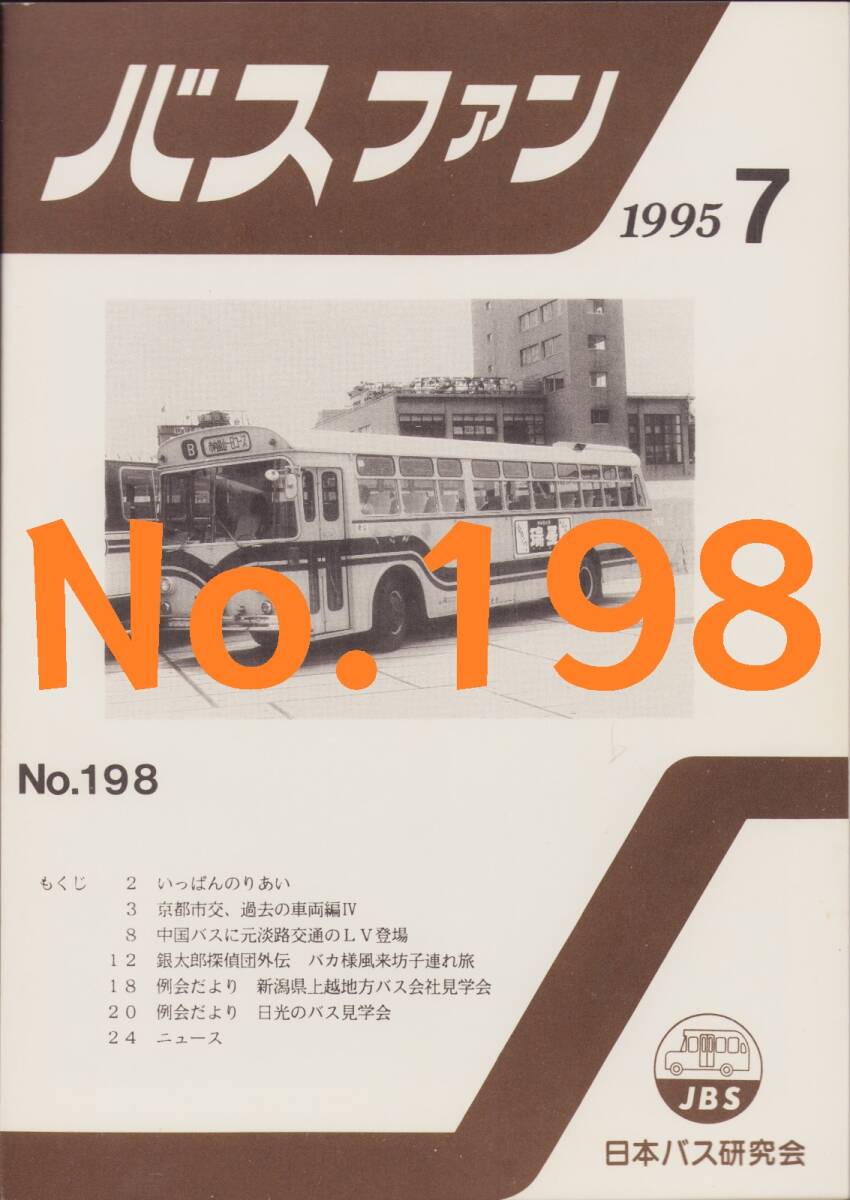 バスファン
1995 7
B
No.198
No.198
もくじ 2 いっぱんのりあい
3 京都市交、過去の車両編Ⅳ
8 中国バスに元淡路交通のＬＶ登場
12 銀太郎探偵団外伝 バカ様風来坊子連れ旅
18 例会だより 新潟県上越地方バス会社見学会
20 例会だより 日光のバス見学会
24 ニュース
JBS
日本バス研究会